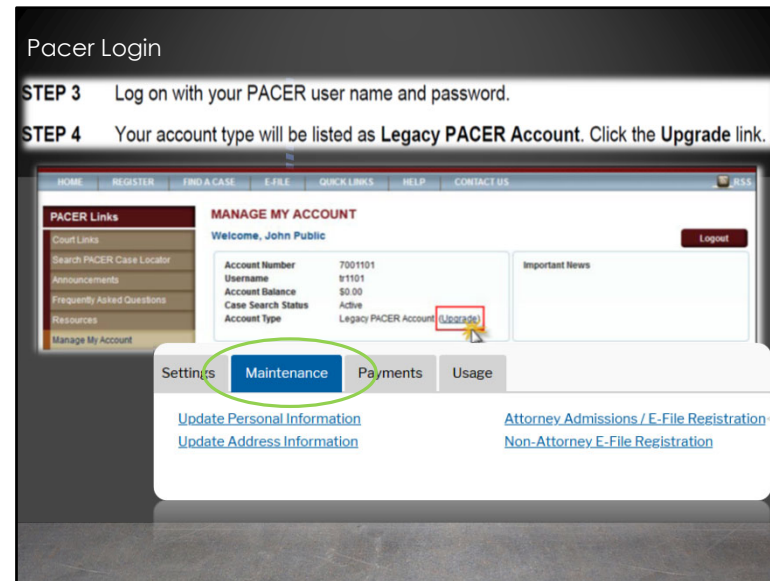 Pacer Login
STEP 3 Log on with your PACER user name and password.
STEP 4 Your account type will be listed as Legacy PACER Account. Click the Upgrade link.
HOME REGISTER FIND A CASE E-FILE QUICK LINKS HELP CONTACT US RSS
PACER Links
Court Links
Search PACER Case Locator
Announcements
Frequently Asked Questions
Resources
Manage My Account
MANAGE MY ACCOUNT
Welcome, John Public
Logout
Account Number 7001101
Username tr1101
Account Balance $0.00
Case Search Status Active
Account Type Legacy PACER Account (Upgrade)
Important News
Settings Maintenance Payments Usage
Update Personal Information
Update Address Information
Attorney Admissions / E-File Registration
Non-Attorney E-File Registration